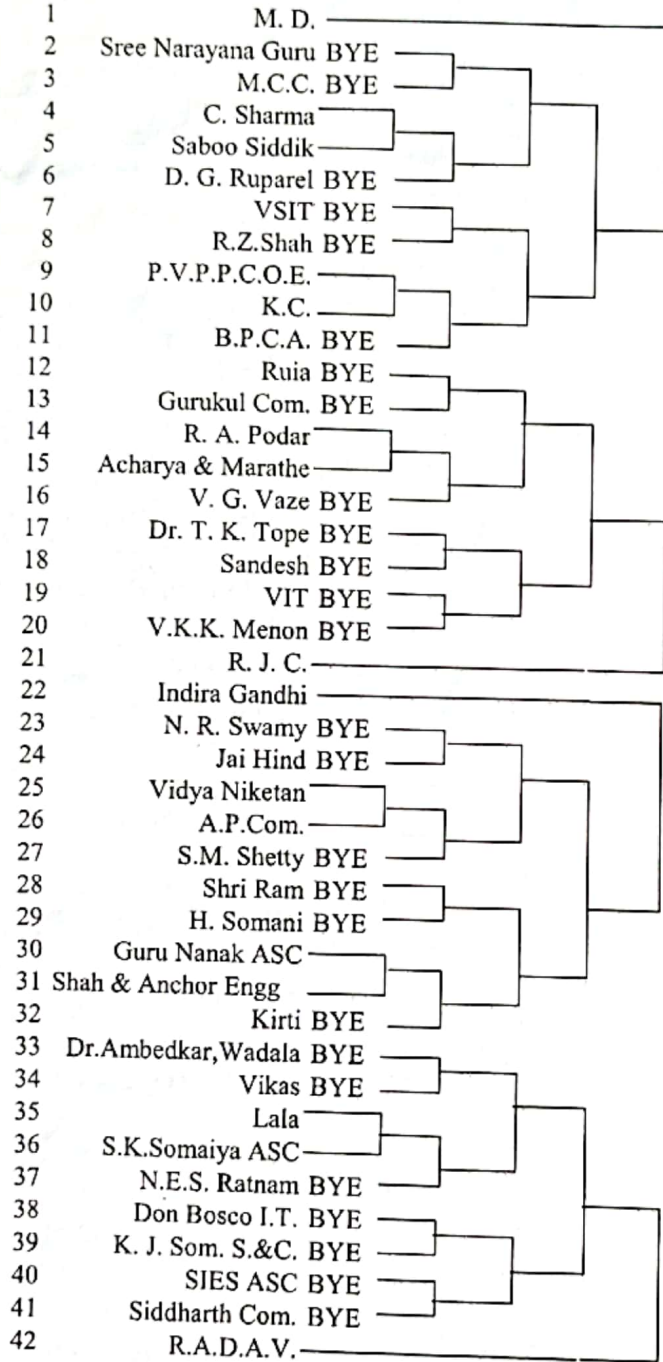 1 M. D.
2 Sree Narayana Guru BYE
3 M.C.C. BYE
4 C. Sharma
5 Saboo Siddik
6 D. G. Ruparel BYE
7 VSIT BYE
8 R.Z.Shah BYE
9 P.V.P.P.C.O.E.
10 K.C.
11 B.P.C.A. BYE
12 Ruia BYE
13 Gurukul Com. BYE
14 R. A. Podar
15 Acharya & Marathe
16 V. G. Vaze BYE
17 Dr. T. K. Tope BYE
18 Sandesh BYE
19 VIT BYE
20 V.K.K. Menon BYE
21 R. J. C.
22 Indira Gandhi
23 N. R. Swamy BYE
24 Jai Hind BYE
25 Vidya Niketan
26 A.P.Com.
27 S.M. Shetty BYE
28 Shri Ram BYE
29 H. Somani BYE
30 Guru Nanak ASC
31 Shah & Anchor Engg
32 Kirti BYE
33 Dr.Ambedkar,Wadala BYE
34 Vikas BYE
35 Lala
36 S.K.Somaiya ASC
37 N.E.S. Ratnam BYE
38 Don Bosco I.T. BYE
39 K. J. Som. S.&C. BYE
40 SIES ASC BYE
41 Siddharth Com. BYE
42 R.A.D.A.V.